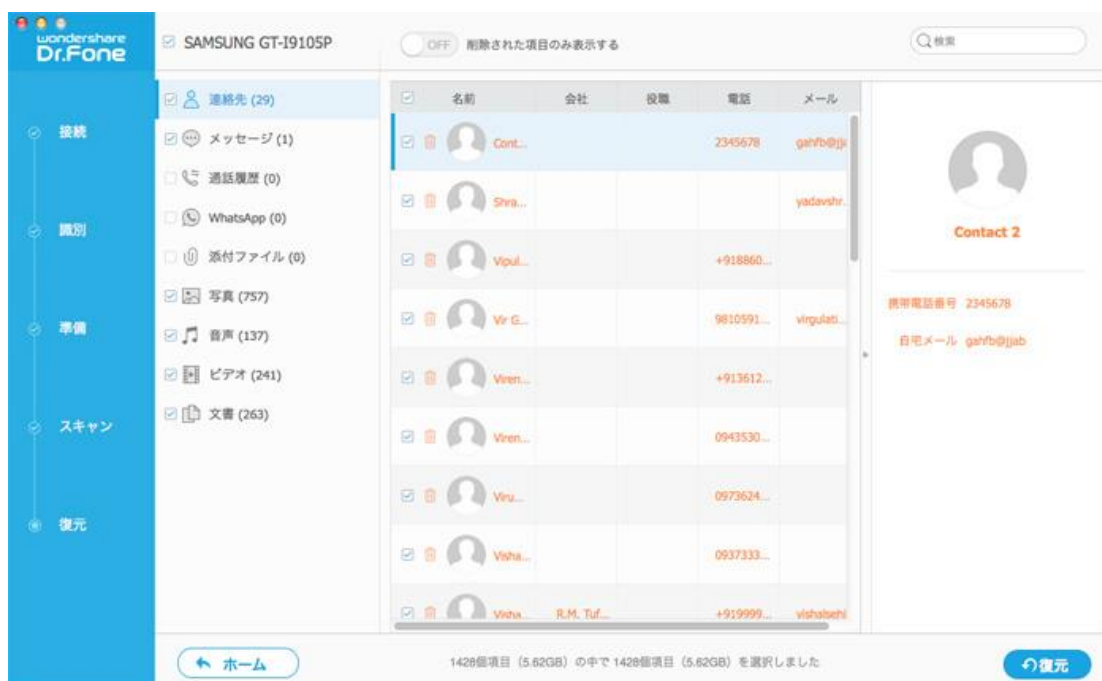 wondershare
Dr.Fone
SAMSUNG GT-I9105P
OFF 削除された項目のみ表示する
検索
接続
識別
準備
スキャン
復元
連絡先 (29)
メッセージ (1)
通話履歴 (0)
WhatsApp (0)
添付ファイル (0)
写真 (757)
音声 (137)
ビデオ (241)
文書 (263)
名前 会社 役職 電話 メール
Cont... 2345678 gahfb@jj
Shra... yadavshr.
Vipul... +918860...
Vir G... 9810591... virgulati...
Viren... +913612...
Viren... 0943530...
Viru... 0973624...
Visha... 0937333...
Visha... R.M. Tuf... +919999... vishalsehi
Contact 2
携帯電話番号 2345678
自宅メール gahfb@jjab
ホーム
1428個項目（5.62GB）の中で 1428個項目（5.62GB）を選択しました
復元